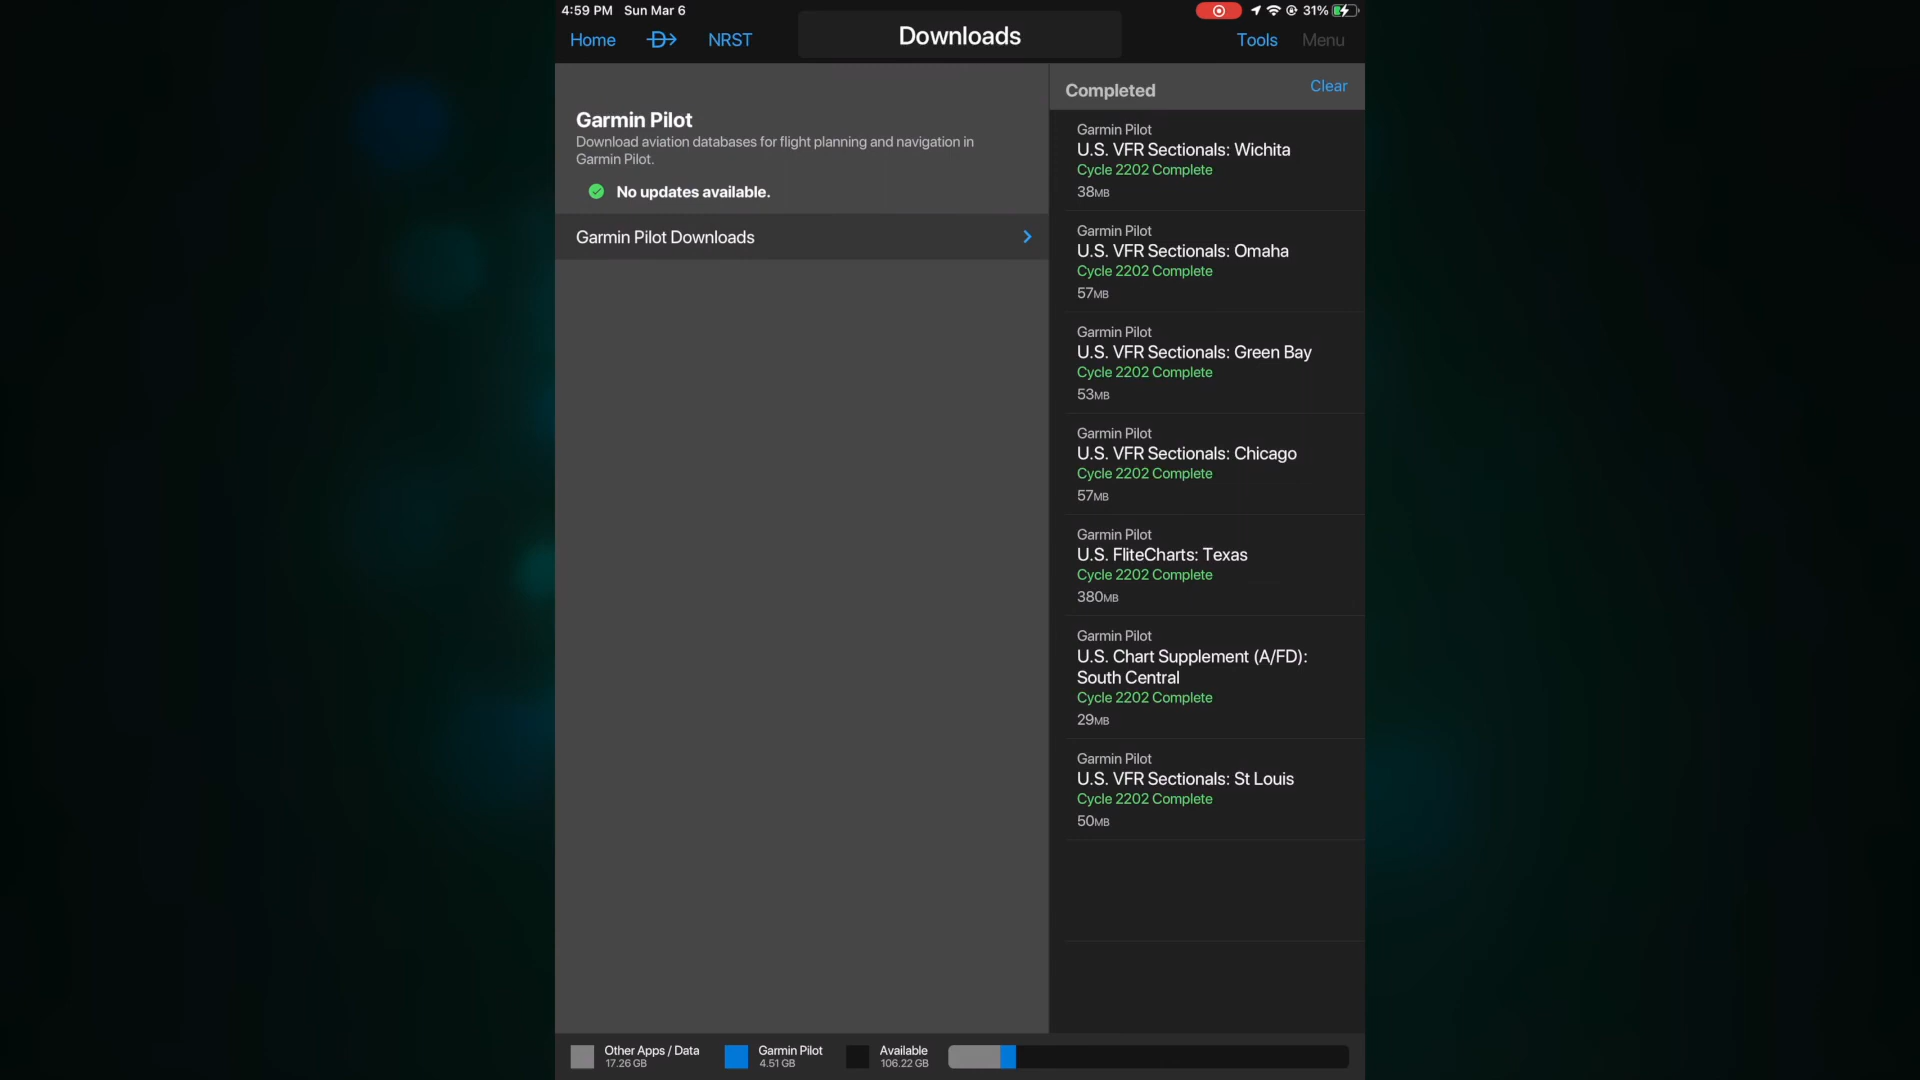 4:59 PM Sun Mar 6
31%
Home
NRST
Downloads
Tools
Menu
Garmin Pilot
Download aviation databases for flight planning and navigation in
Garmin Pilot.
No updates available.
Garmin Pilot Downloads
Completed
Clear
Garmin Pilot
U.S. VFR Sectionals: Wichita
Cycle 2202 Complete
38MB
Garmin Pilot
U.S. VFR Sectionals: Omaha
Cycle 2202 Complete
57MB
Garmin Pilot
U.S. VFR Sectionals: Green Bay
Cycle 2202 Complete
53MB
Garmin Pilot
U.S. VFR Sectionals: Chicago
Cycle 2202 Complete
57MB
Garmin Pilot
U.S. FliteCharts: Texas
Cycle 2202 Complete
380MB
Garmin Pilot
U.S. Chart Supplement (A/FD):
South Central
Cycle 2202 Complete
29MB
Garmin Pilot
U.S. VFR Sectionals: St Louis
Cycle 2202 Complete
50MB
Other Apps / Data
17.26 GB
Garmin Pilot
4.51 GB
Available
106.22 GB